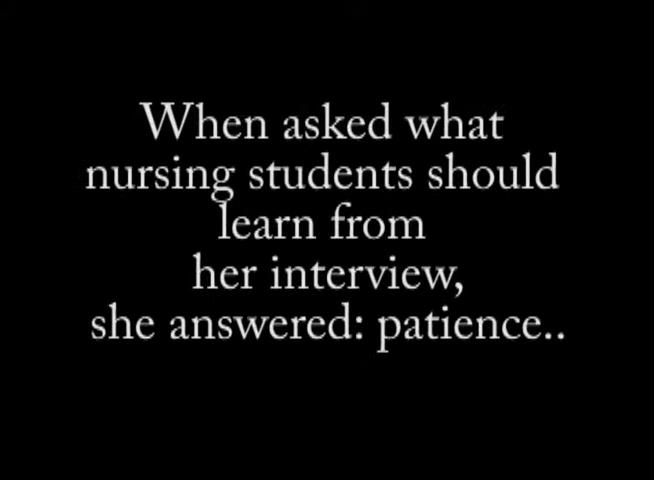 When asked what
nursing students should
learn from
her interview,
she answered: patience..